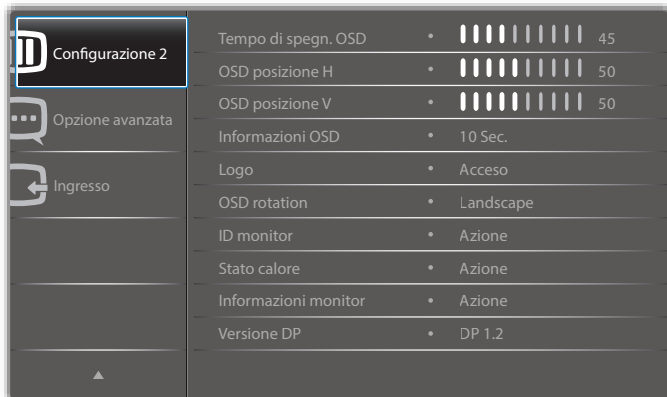 Configurazione 2
Opzione avanzata
Ingresso
Tempo di spegn. OSD • 45
OSD posizione H • 50
OSD posizione V • 50
Informazioni OSD • 10 Sec.
Logo • Acceso
OSD rotation • Landscape
ID monitor • Azione
Stato calore • Azione
Informazioni monitor • Azione
Versione DP • DP 1.2